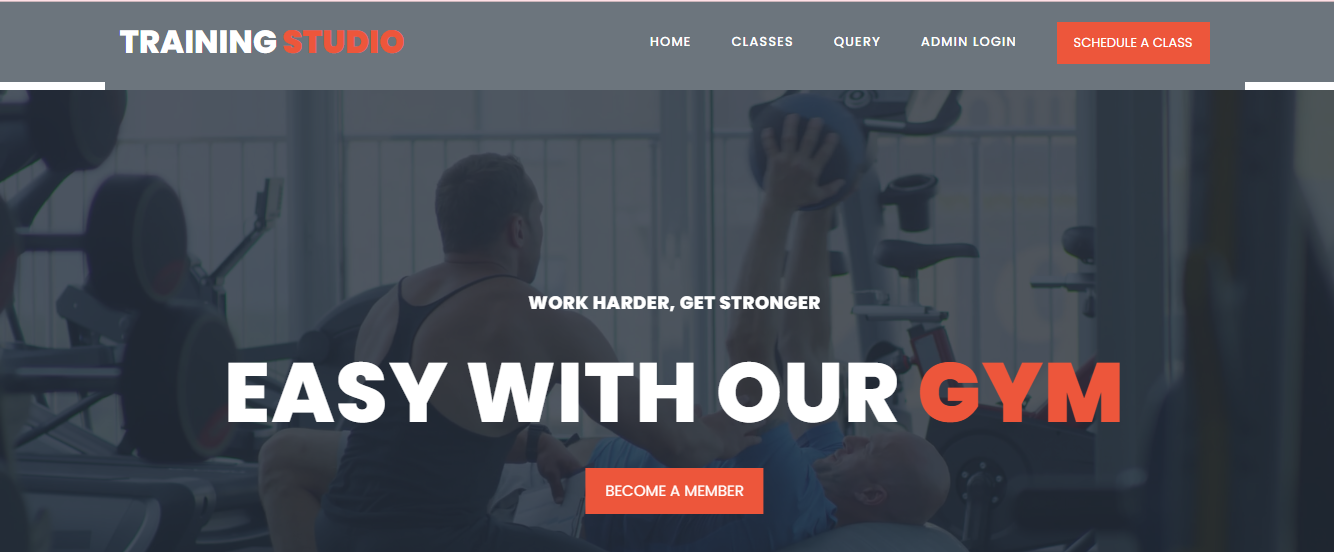 TRAINING STUDIO
HOME
CLASSES
QUERY
ADMIN LOGIN
SCHEDULE A CLASS
WORK HARDER, GET STRONGER
EASY WITH OUR GYM
BECOME A MEMBER